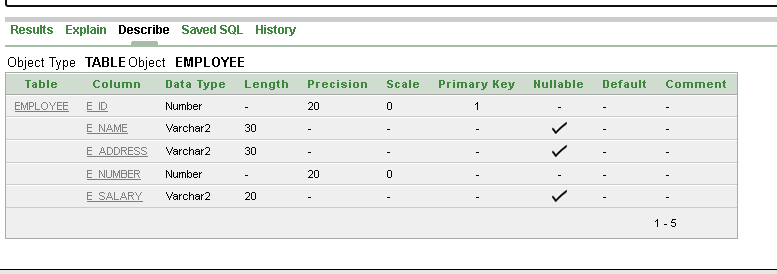 Results Explain Describe Saved SQL History
Object Type TABLE Object EMPLOYEE
Table Column Data Type Length Precision Scale Primary Key Nullable Default Comment
EMPLOYEE E_ID Number - 20 0 1 - - -
E_NAME Varchar2 30 - - - ✓ - -
E_ADDRESS Varchar2 30 - - - ✓ - -
E_NUMBER Number - 20 0 - - - -
E_SALARY Varchar2 20 - - - ✓ - -
1 - 5